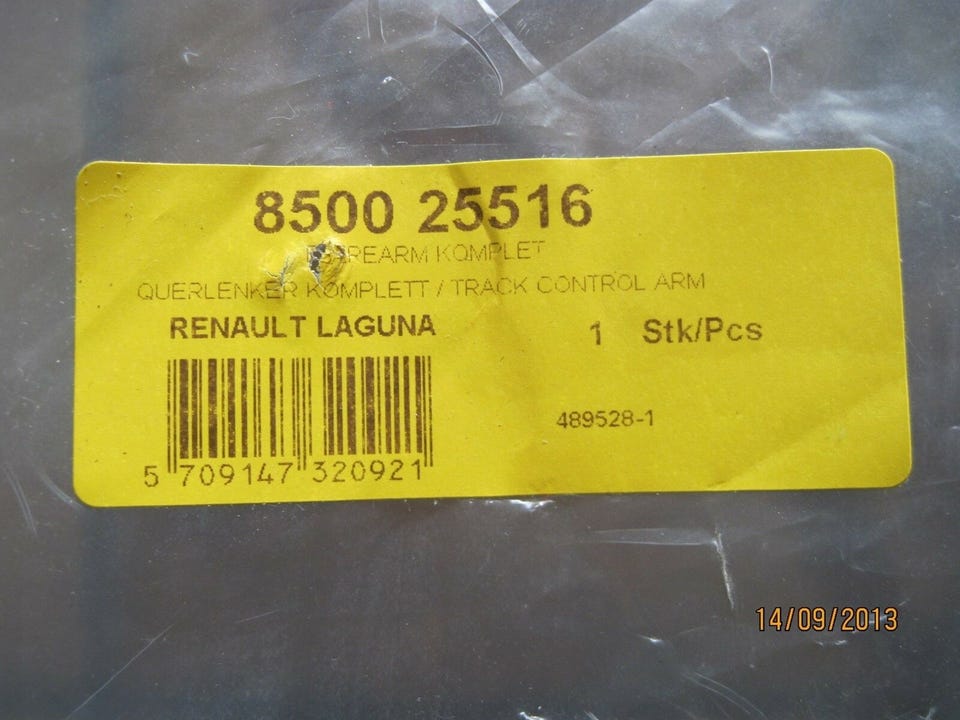 8500 25516
KOMPLET
QUERLENKER KOMPLETT / TRACK CONTROL ARM
RENAULT LAGUNA
1 Stk/Pcs
489528-1
5 709147 320921
14/09/2013